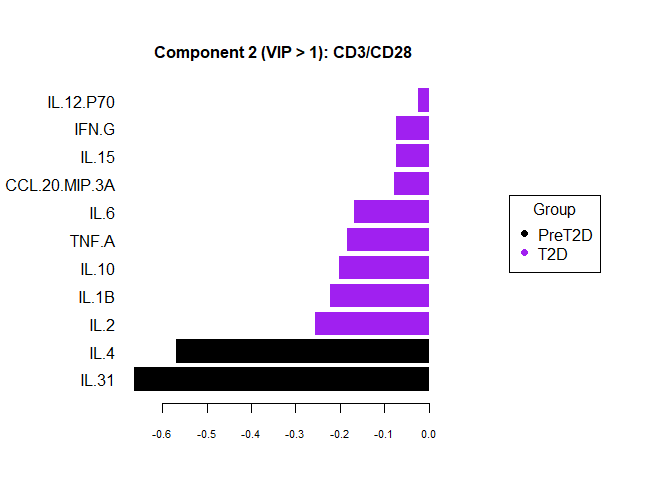 Component 2 (VIP > 1): CD3/CD28
IL.12.P70
IFN.G
IL.15
CCL.20.MIP.3A
IL.6
TNF.A
IL.10
IL.1B
IL.2
IL.4
IL.31
-0.6 -0.5 -0.4 -0.3 -0.2 -0.1 0.0
Group
PreT2D
T2D